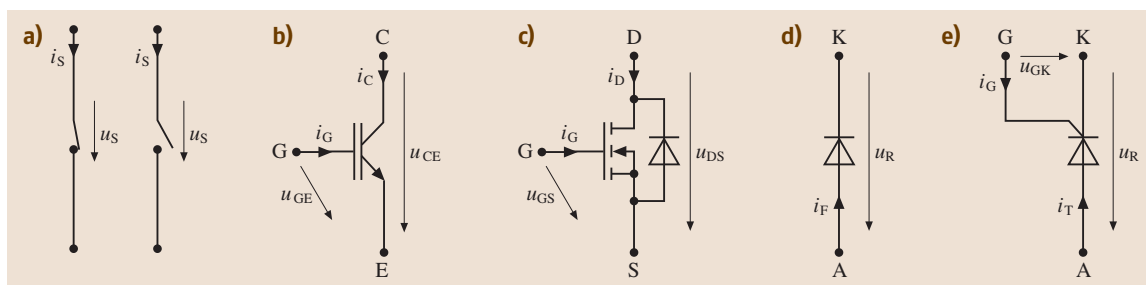 a)
i_S
u_S
i_S
u_S
b)
C
i_C
G
i_G
u_GE
u_CE
E
c)
D
i_D
G
i_G
u_GS
u_DS
S
d)
K
u_R
i_F
A
e)
G
K
u_GK
i_G
u_R
i_T
A